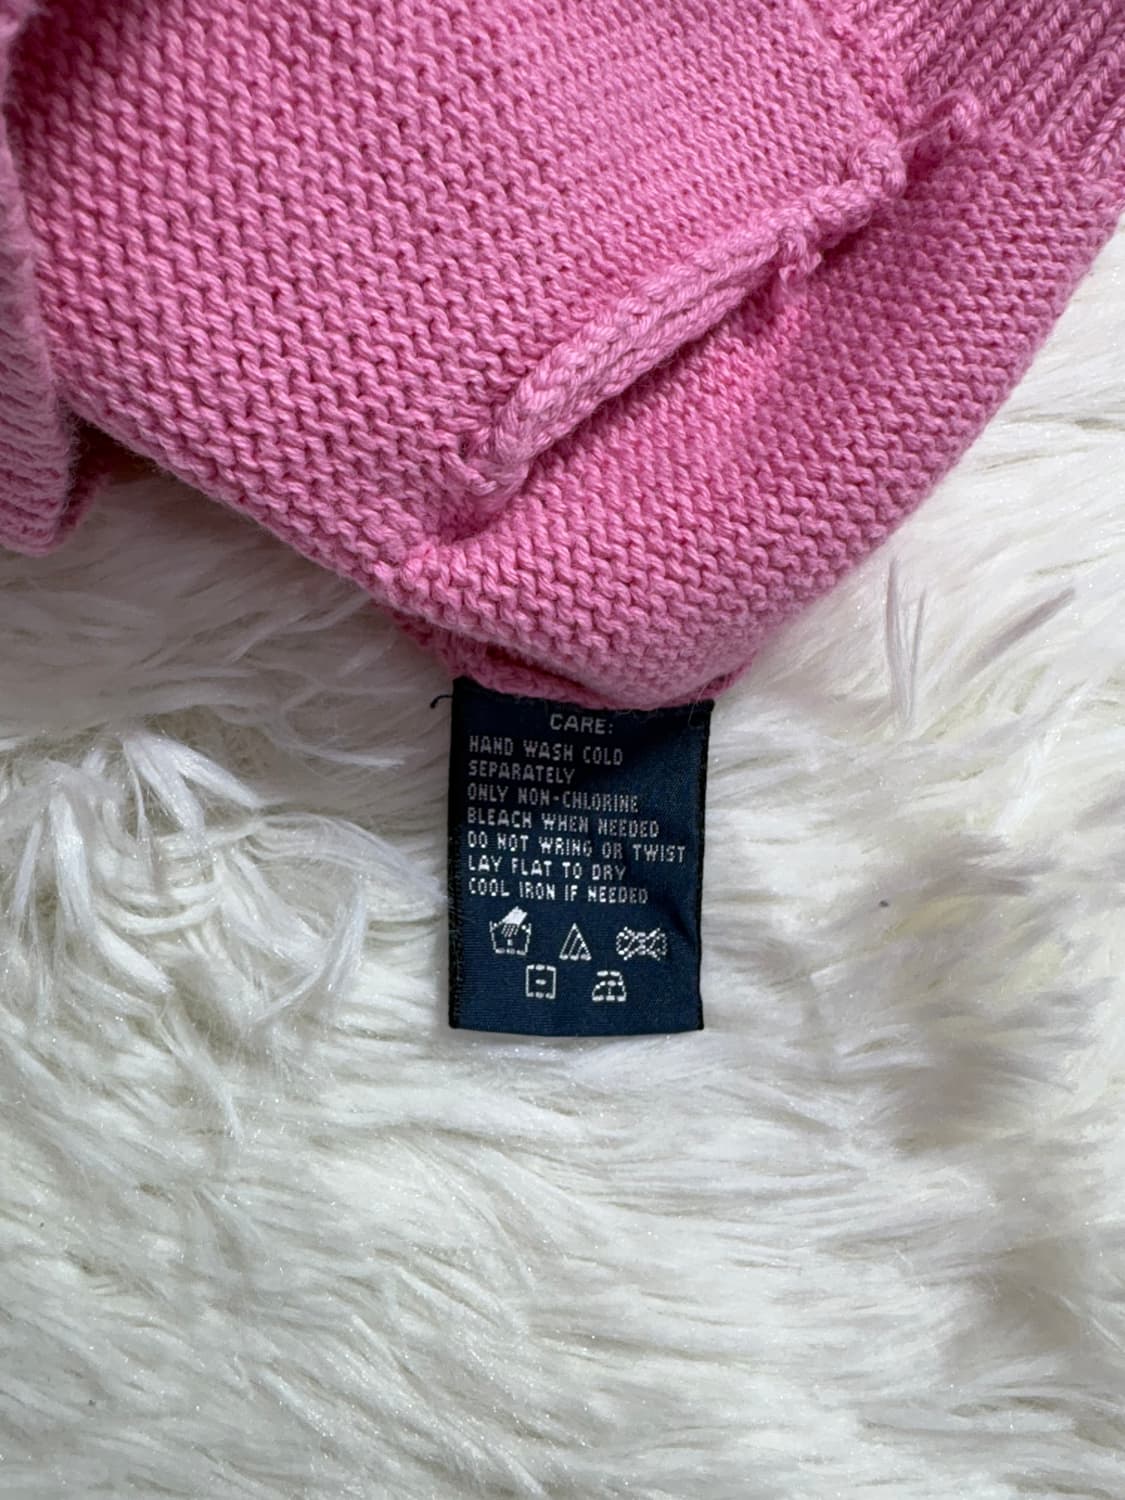 CARE:
HAND WASH COLD
SEPARATELY
ONLY NON-CHLORINE
BLEACH WHEN NEEDED
DO NOT WRING OR TWIST
LAY FLAT TO DRY
COOL IRON IF NEEDED